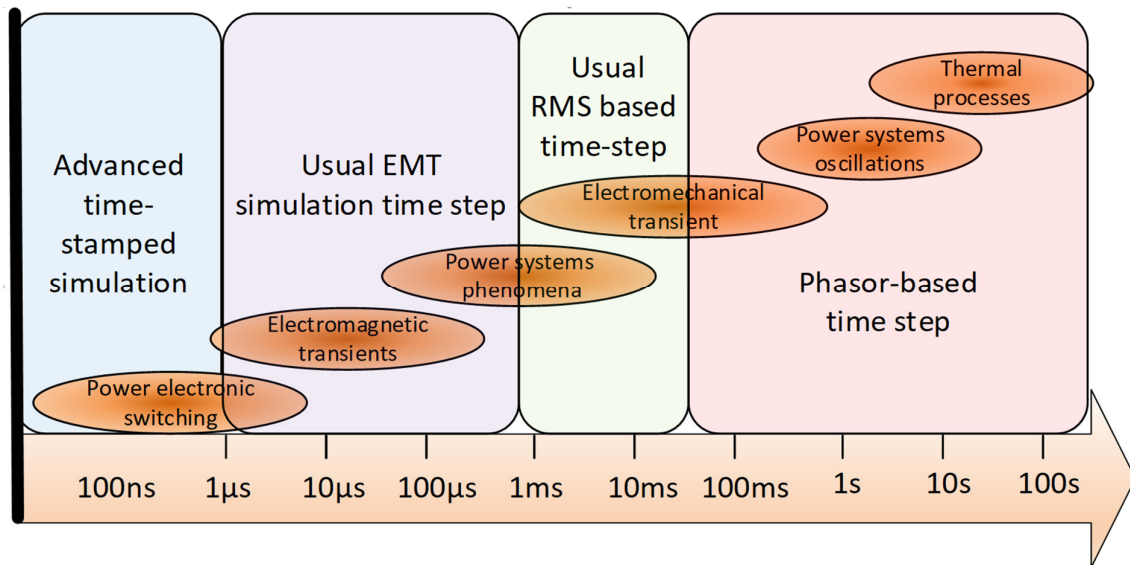 Advanced
time-
stamped
simulation
Usual EMT
simulation time step
Usual
RMS based
time-step
Phasor-based
time step
Thermal
processes
Power systems
oscillations
Electromechanical
transient
Power systems
phenomena
Electromagnetic
transients
Power electronic
switching
100ns
1µs
10µs
100µs
1ms
10ms
100ms
1s
10s
100s